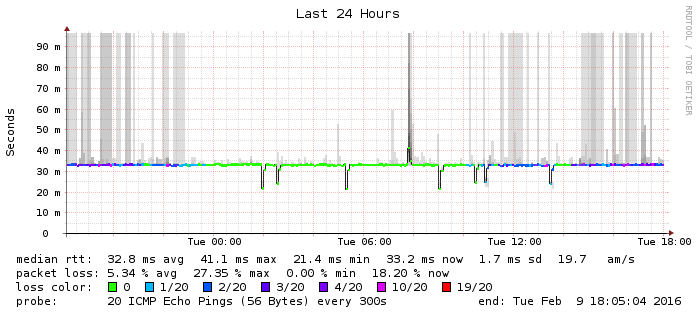 Last 24 Hours
RRDTOOL / TOBI OETIKER
Seconds
90 m
80 m
70 m
60 m
50 m
40 m
30 m
20 m
10 m
0
Tue 00:00 Tue 06:00 Tue 12:00 Tue 18:00
median rtt: 32.8 ms avg 41.1 ms max 21.4 ms min 33.2 ms now 1.7 ms sd 19.7 am/s
packet loss: 5.34 % avg 27.35 % max 0.00 % min 18.20 % now
loss color: 0 1/20 2/20 3/20 4/20 10/20 19/20
probe: 20 ICMP Echo Pings (56 Bytes) every 300s end: Tue Feb 9 18:05:04 2016